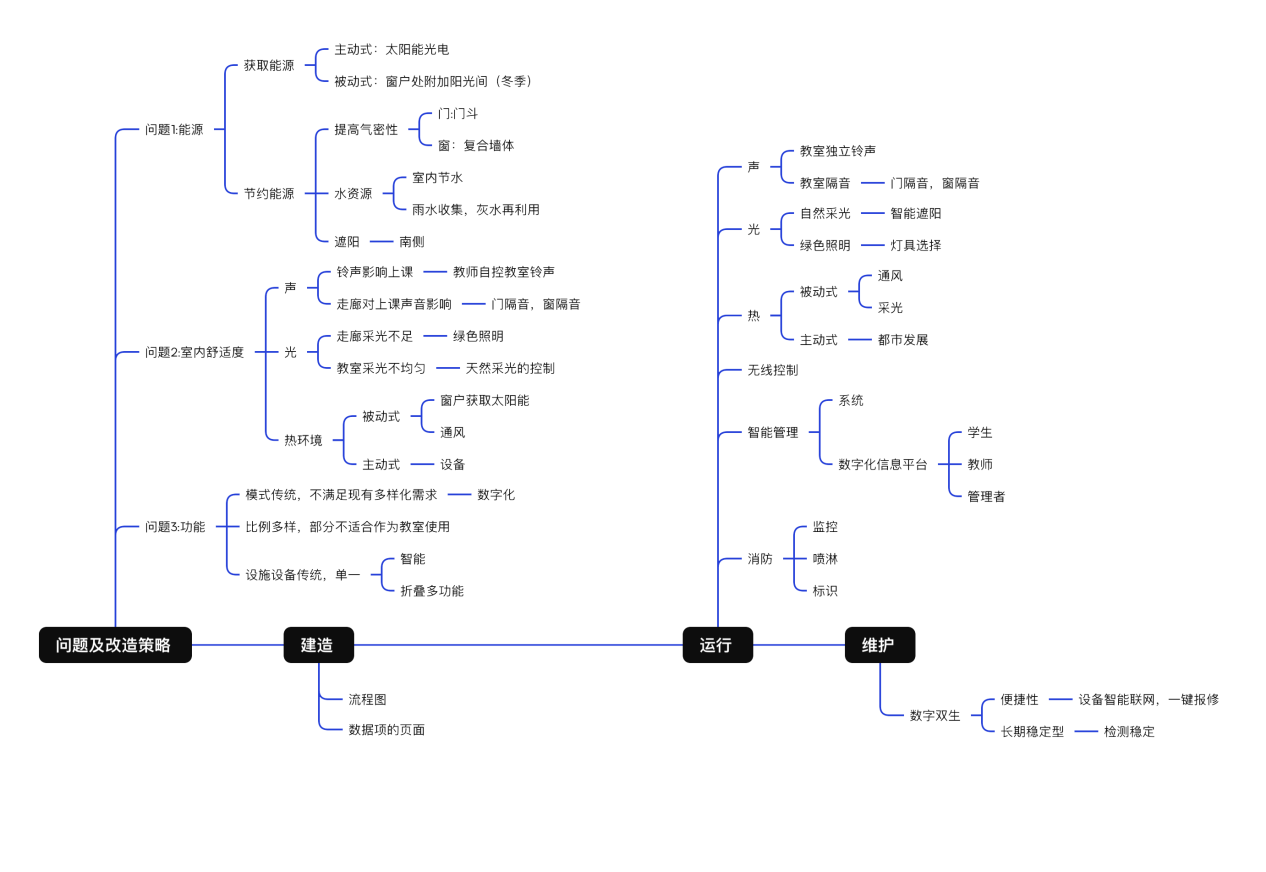 主动式：太阳能光电
获取能源
被动式：窗户处附加阳光间（冬季）
门:门斗
问题1:能源
提高气密性
窗：复合墙体
室内节水
节约能源
水资源
雨水收集，灰水再利用
遮阳
南侧
铃声影响上课
教师自控教室铃声
声
走廊对上课声音影响
门隔音，窗隔音
走廊采光不足
绿色照明
问题2:室内舒适度
光
教室采光不均匀
天然采光的控制
窗户获取太阳能
被动式
通风
热环境
主动式
设备
模式传统，不满足现有多样化需求
数字化
问题3:功能
比例多样，部分不适合作为教室使用
智能
设施设备传统，单一
折叠多功能
教室独立铃声
声
教室隔音
门隔音，窗隔音
自然采光
智能遮阳
光
绿色照明
灯具选择
通风
被动式
采光
热
主动式
都市发展
无线控制
系统
智能管理
学生
数字化信息平台
教师
管理者
监控
消防
喷淋
标识
问题及改造策略
建造
运行
维护
流程图
数据项的页面
便捷性
设备智能联网，一键报修
数字双生
长期稳定型
检测稳定